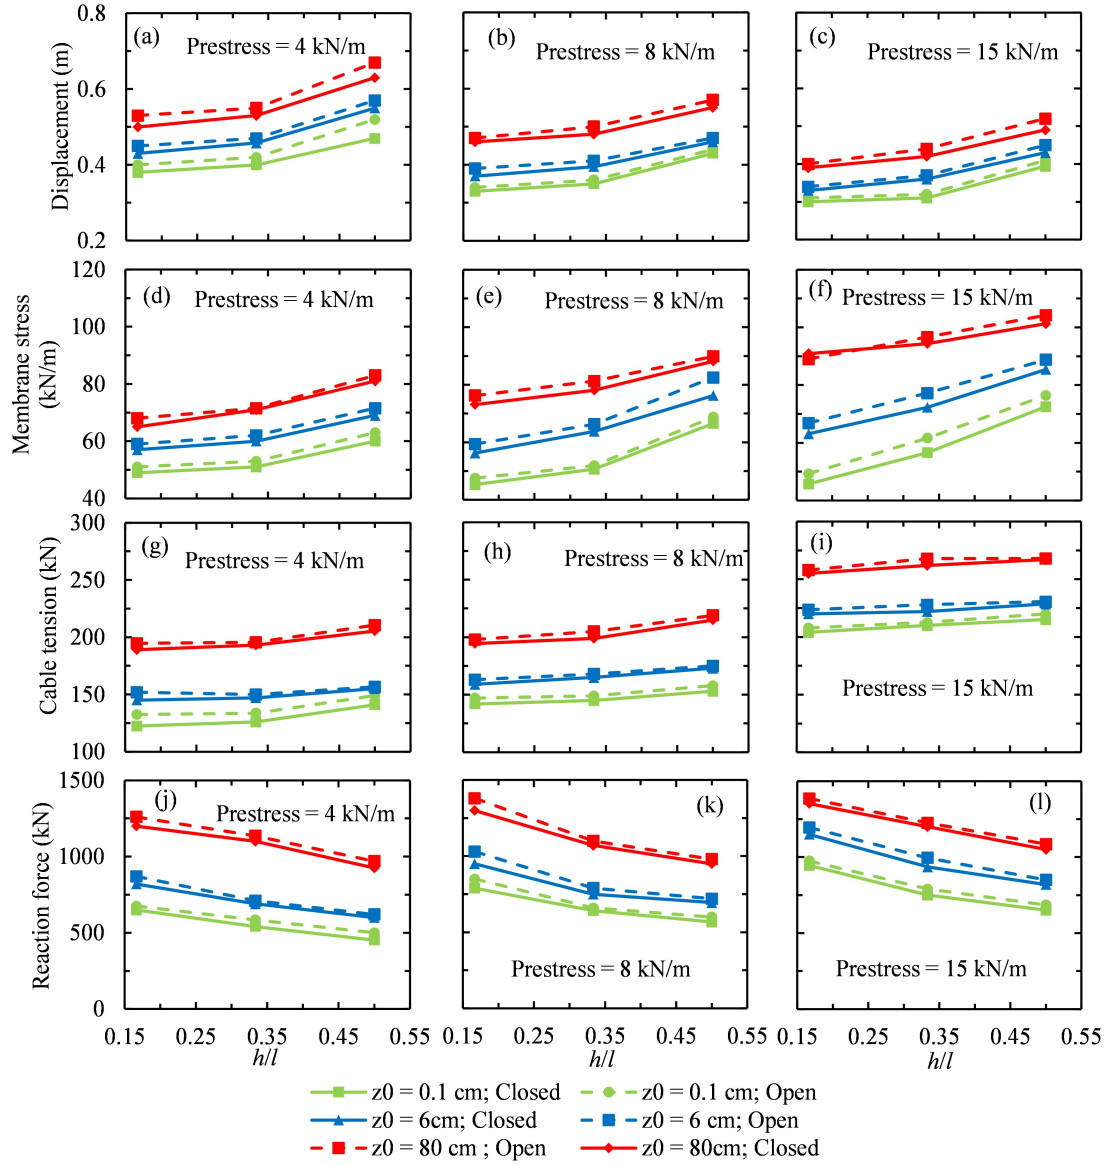 (a) Prestress = 4 kN/m
(b) Prestress = 8 kN/m
(c) Prestress = 15 kN/m
Displacement (m)
0.8
0.6
0.4
0.2
(d) Prestress = 4 kN/m
(e) Prestress = 8 kN/m
(f) Prestress = 15 kN/m
Membrane stress
(kN/m)
120
100
80
60
40
(g) Prestress = 4 kN/m
(h) Prestress = 8 kN/m
(i) Prestress = 15 kN/m
Cable tension (kN)
300
250
200
150
100
(j) Prestress = 4 kN/m
(k) Prestress = 8 kN/m
(l) Prestress = 15 kN/m
Reaction force (kN)
1500
1000
500
0
0.15 0.25 0.35 0.45 0.55
0.15 0.25 0.35 0.45 0.55
0.15 0.25 0.35 0.45 0.55
h/l
h/l
h/l
z0 = 0.1 cm; Closed
z0 = 0.1 cm; Open
z0 = 6cm; Closed
z0 = 6 cm; Open
z0 = 80 cm ; Open
z0 = 80cm; Closed